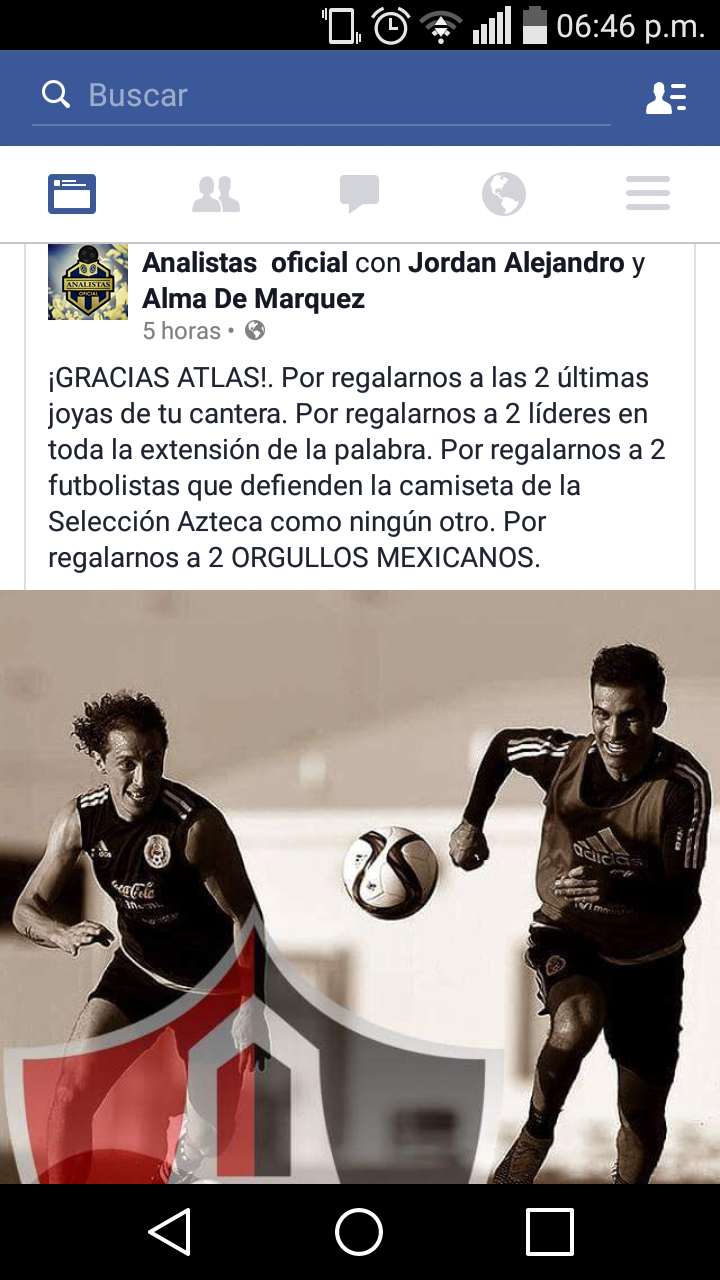 06:46 p.m.
Buscar
ANALISTAS
OFICIAL
Analistas  oficial con Jordan Alejandro y
Alma De Marquez
5 horas •
¡GRACIAS ATLAS!. Por regalarnos a las 2 últimas
joyas de tu cantera. Por regalarnos a 2 líderes en
toda la extensión de la palabra. Por regalarnos a 2
futbolistas que defienden la camiseta de la
Selección Azteca como ningún otro. Por
regalarnos a 2 ORGULLOS MEXICANOS.
adidas
Coca-Cola
adidas